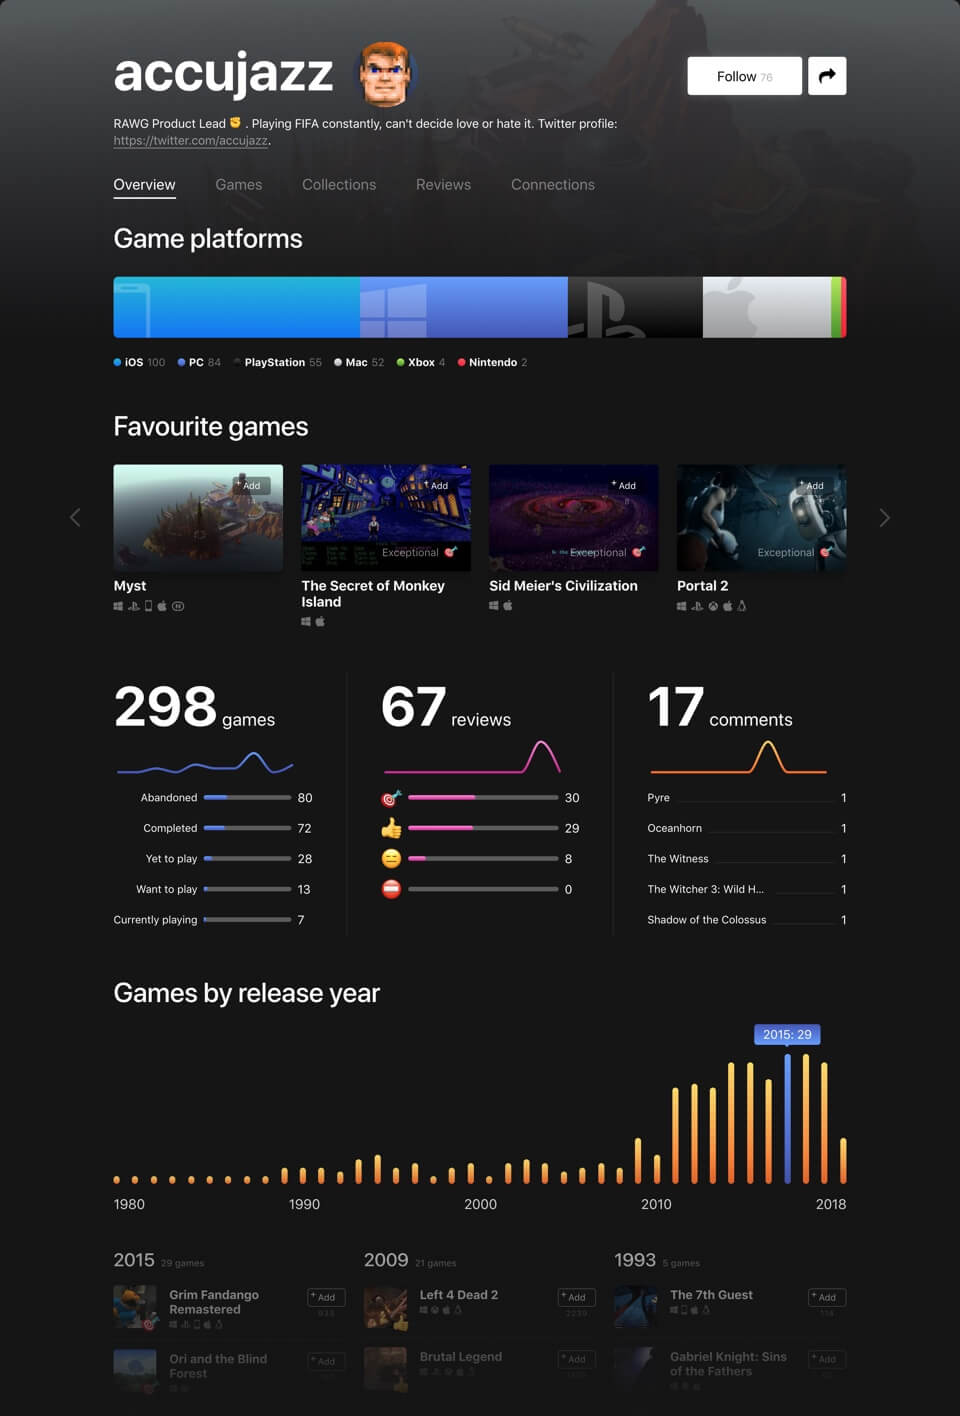 accujazz
Follow 76
RAWG Product Lead ✊ . Playing FIFA constantly, can't decide love or hate it. Twitter profile:
https://twitter.com/accujazz.
Overview Games Collections Reviews Connections
Game platforms
iOS 100 PC 84 PlayStation 55 Mac 52 Xbox 4 Nintendo 2
Favourite games
+ Add + Add + Add + Add
Exceptional Exceptional Exceptional
Myst The Secret of Monkey Sid Meier's Civilization Portal 2
Island
298 games 67 reviews 17 comments
Abandoned 80 30 Pyre 1
Completed 72 29 Oceanhorn 1
Yet to play 28 8 The Witness 1
Want to play 13 0 The Witcher 3: Wild H... 1
Currently playing 7 Shadow of the Colossus 1
Games by release year
2015: 29
1980 1990 2000 2010 2018
2015 29 games 2009 21 games 1993 5 games
Grim Fandango + Add Left 4 Dead 2 + Add The 7th Guest + Add
Remastered 2239
Ori and the Blind + Add Brutal Legend + Add Gabriel Knight: Sins + Add
Forest of the Fathers